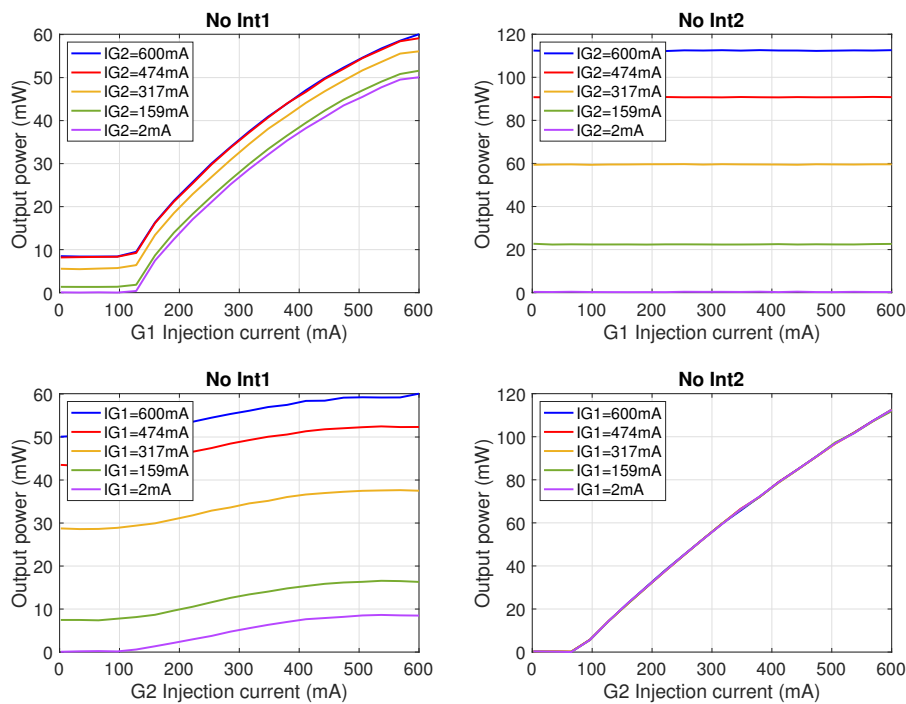 No Int1
Output power (mW)
60
50
40
30
20
10
0
IG2=600mA
IG2=474mA
IG2=317mA
IG2=159mA
IG2=2mA
0 100 200 300 400 500 600
G1 Injection current (mA)
No Int2
Output power (mW)
120
100
80
60
40
20
0
IG2=600mA
IG2=474mA
IG2=317mA
IG2=159mA
IG2=2mA
0 100 200 300 400 500 600
G1 Injection current (mA)
No Int1
Output power (mW)
60
50
40
30
20
10
0
IG1=600mA
IG1=474mA
IG1=317mA
IG1=159mA
IG1=2mA
0 100 200 300 400 500 600
G2 Injection current (mA)
No Int2
Output power (mW)
120
100
80
60
40
20
0
IG1=600mA
IG1=474mA
IG1=317mA
IG1=159mA
IG1=2mA
0 100 200 300 400 500 600
G2 Injection current (mA)